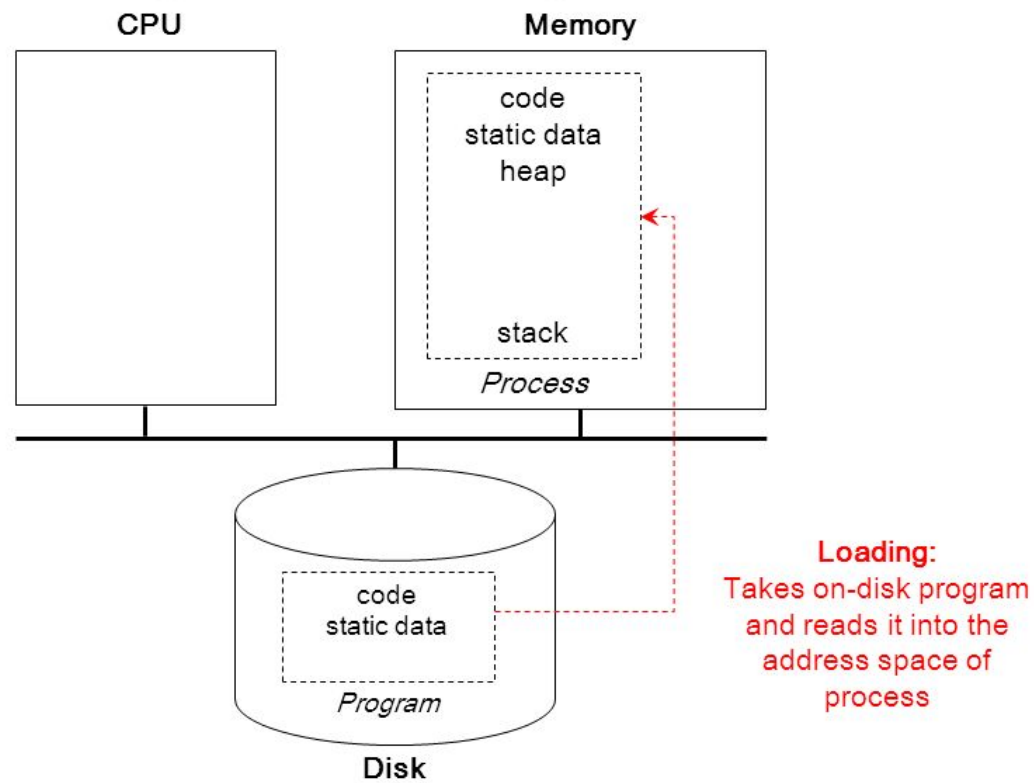 CPU
Memory
code
static data
heap
stack
Process
code
static data
Program
Disk
Loading:
Takes on-disk program
and reads it into the
address space of
process